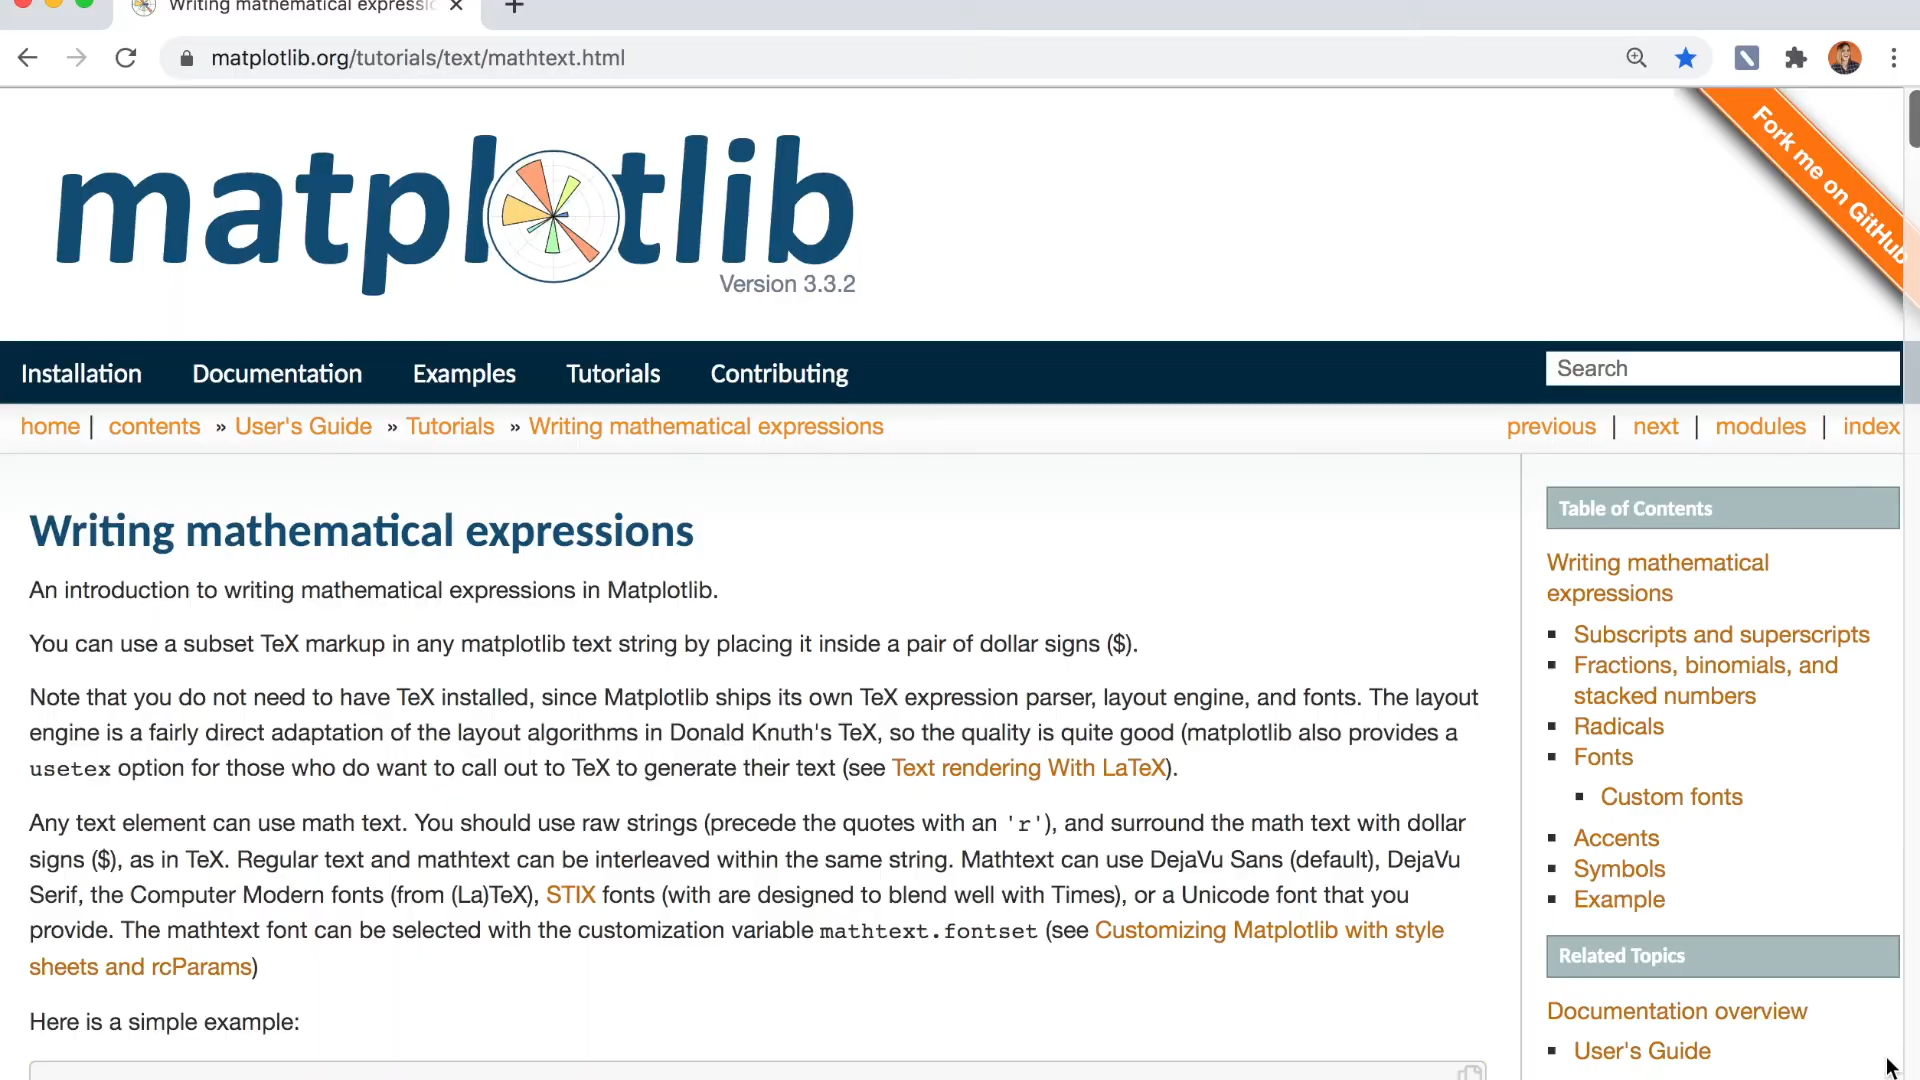 Writing mathematical expressi
matplotlib.org/tutorials/text/mathtext.html
Fork me on GitHub
matplotlib
Version 3.3.2
Installation Documentation Examples Tutorials Contributing Search
home | contents » User's Guide » Tutorials » Writing mathematical expressions previous | next | modules | index
Writing mathematical expressions
An introduction to writing mathematical expressions in Matplotlib.
You can use a subset TeX markup in any matplotlib text string by placing it inside a pair of dollar signs ($).
Note that you do not need to have TeX installed, since Matplotlib ships its own TeX expression parser, layout engine, and fonts. The layout
engine is a fairly direct adaptation of the layout algorithms in Donald Knuth's TeX, so the quality is quite good (matplotlib also provides a
usetex option for those who do want to call out to TeX to generate their text (see Text rendering With LaTeX).
Any text element can use math text. You should use raw strings (precede the quotes with an 'r'), and surround the math text with dollar
signs ($), as in TeX. Regular text and mathtext can be interleaved within the same string. Mathtext can use DejaVu Sans (default), DejaVu
Serif, the Computer Modern fonts (from (La)TeX), STIX fonts (with are designed to blend well with Times), or a Unicode font that you
provide. The mathtext font can be selected with the customization variable mathtext.fontset (see Customizing Matplotlib with style
sheets and rcParams)
Here is a simple example:
Table of Contents
Writing mathematical
expressions
Subscripts and superscripts
Fractions, binomials, and
stacked numbers
Radicals
Fonts
Custom fonts
Accents
Symbols
Example
Related Topics
Documentation overview
User's Guide